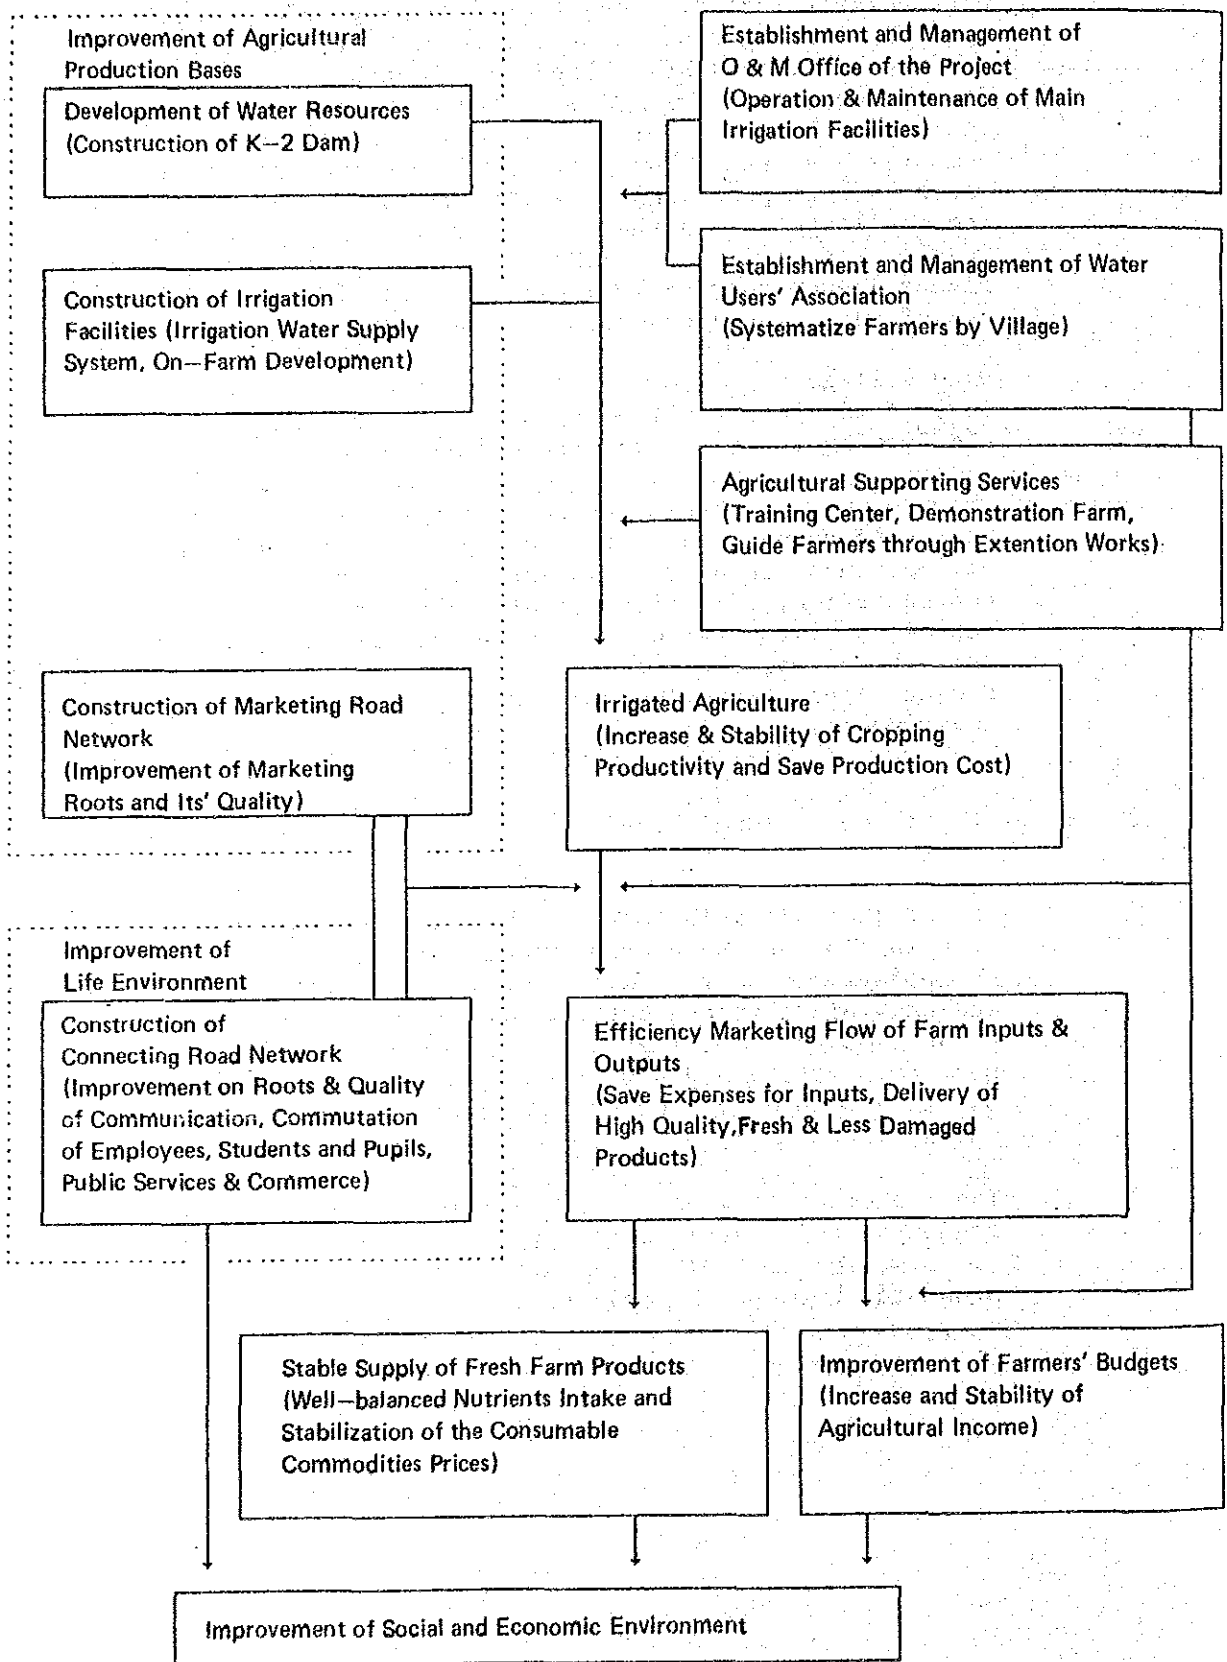 Improvement of Agricultural
Production Bases
Development of Water Resources
(Construction of K-2 Dam)
Construction of Irrigation
Facilities (Irrigation Water Supply
System, On-Farm Development)
Construction of Marketing Road
Network
(Improvement of Marketing
Roots and Its' Quality)
Improvement of
Life Environment
Construction of
Connecting Road Network
(Improvement on Roots & Quality
of Communication, Commutation
of Employees, Students and Pupils,
Public Services & Commerce)
Establishment and Management of
O & M Office of the Project
(Operation & Maintenance of Main
Irrigation Facilities)
Establishment and Management of Water
Users' Association
(Systematize Farmers by Village)
Agricultural Supporting Services
(Training Center, Demonstration Farm,
Guide Farmers through Extention Works)
Irrigated Agriculture
(Increase & Stability of Cropping
Productivity and Save Production Cost)
Efficiency Marketing Flow of Farm Inputs &
Outputs
(Save Expenses for Inputs, Delivery of
High Quality, Fresh & Less Damaged
Products)
Stable Supply of Fresh Farm Products
(Well-balanced Nutrients Intake and
Stabilization of the Consumable
Commodities Prices)
Improvement of Farmers' Budgets
(Increase and Stability of
Agricultural Income)
Improvement of Social and Economic Environment